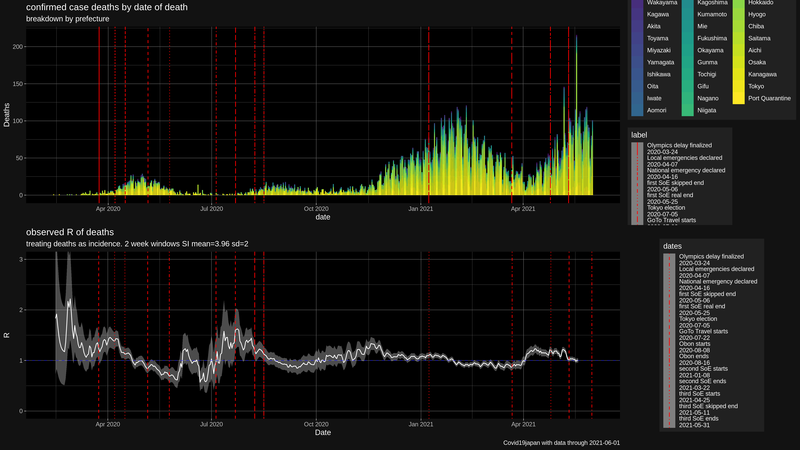 confirmed case deaths by date of death
breakdown by prefecture
Deaths
200
150
100
50
0
Apr 2020
Jul 2020
Oct 2020
Jan 2021
Apr 2021
date
Wakayama
Kagawa
Akita
Toyama
Miyazaki
Yamagata
Ishikawa
Oita
Iwate
Aomori
Kagoshima
Kumamoto
Mie
Fukushima
Okayama
Gunma
Tochigi
Gifu
Nagano
Niigata
Hokkaido
Hyogo
Chiba
Saitama
Aichi
Osaka
Kanagawa
Tokyo
Port Quarantine
label
Olympics delay finalized
2020-03-24
Local emergencies declared
2020-04-07
National emergency declared
2020-04-16
first SoE skipped end
2020-05-06
first SoE real end
2020-05-25
Tokyo election
2020-07-05
GoTo Travel starts
observed R of deaths
treating deaths as incidence. 2 week windows SI mean=3.96 sd=2
R
3
2
1
0
Apr 2020
Jul 2020
Oct 2020
Jan 2021
Apr 2021
Date
dates
Olympics delay finalized
2020-03-24
Local emergencies declared
2020-04-07
National emergency declared
2020-04-16
first SoE skipped end
2020-05-06
first SoE real end
2020-05-25
Tokyo election
2020-07-05
GoTo Travel starts
2020-07-22
Obon starts
2020-08-08
Obon ends
2020-08-16
second SoE starts
2021-01-08
second SoE ends
2021-03-22
third SoE starts
2021-04-25
third SoE skipped end
2021-05-11
third SoE ends
2021-05-31
Covid19japan with data through 2021-06-01